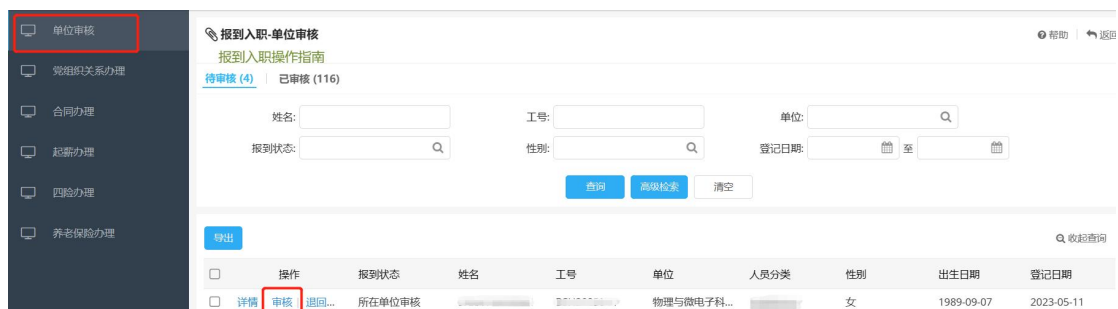 单位审核
党组织关系办理
合同办理
起薪办理
四险办理
养老保险办理
报到入职-单位审核
帮助 返回
报到入职操作指南
待审核 (4) 已审核 (116)
姓名: 工号: 单位:
报到状态: 性别: 登记日期: 至
查询 高级检索 清空
导出 收起查询
操作 报到状态 姓名 工号 单位 人员分类 性别 出生日期 登记日期
详情 审核 退回... 所在单位审核 物理与微电子科... 女 1989-09-07 2023-05-11